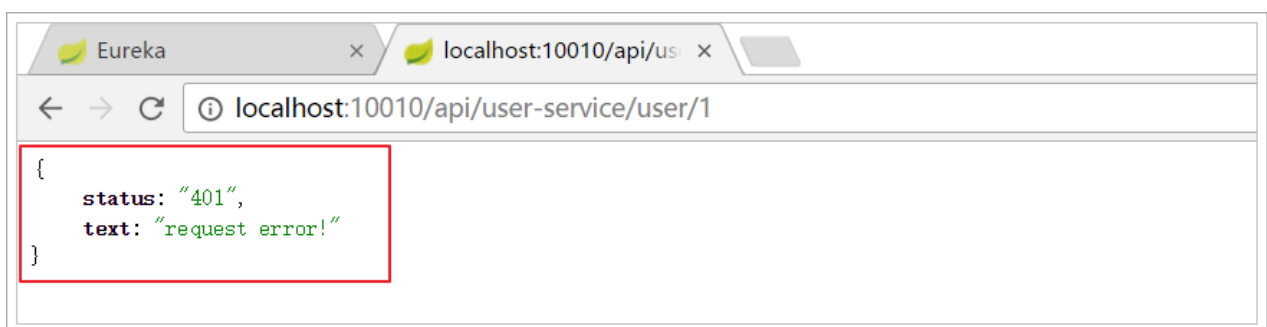 Eureka
localhost:10010/api/us
localhost:10010/api/user-service/user/1
{
status: "401",
text: "request error!"
}